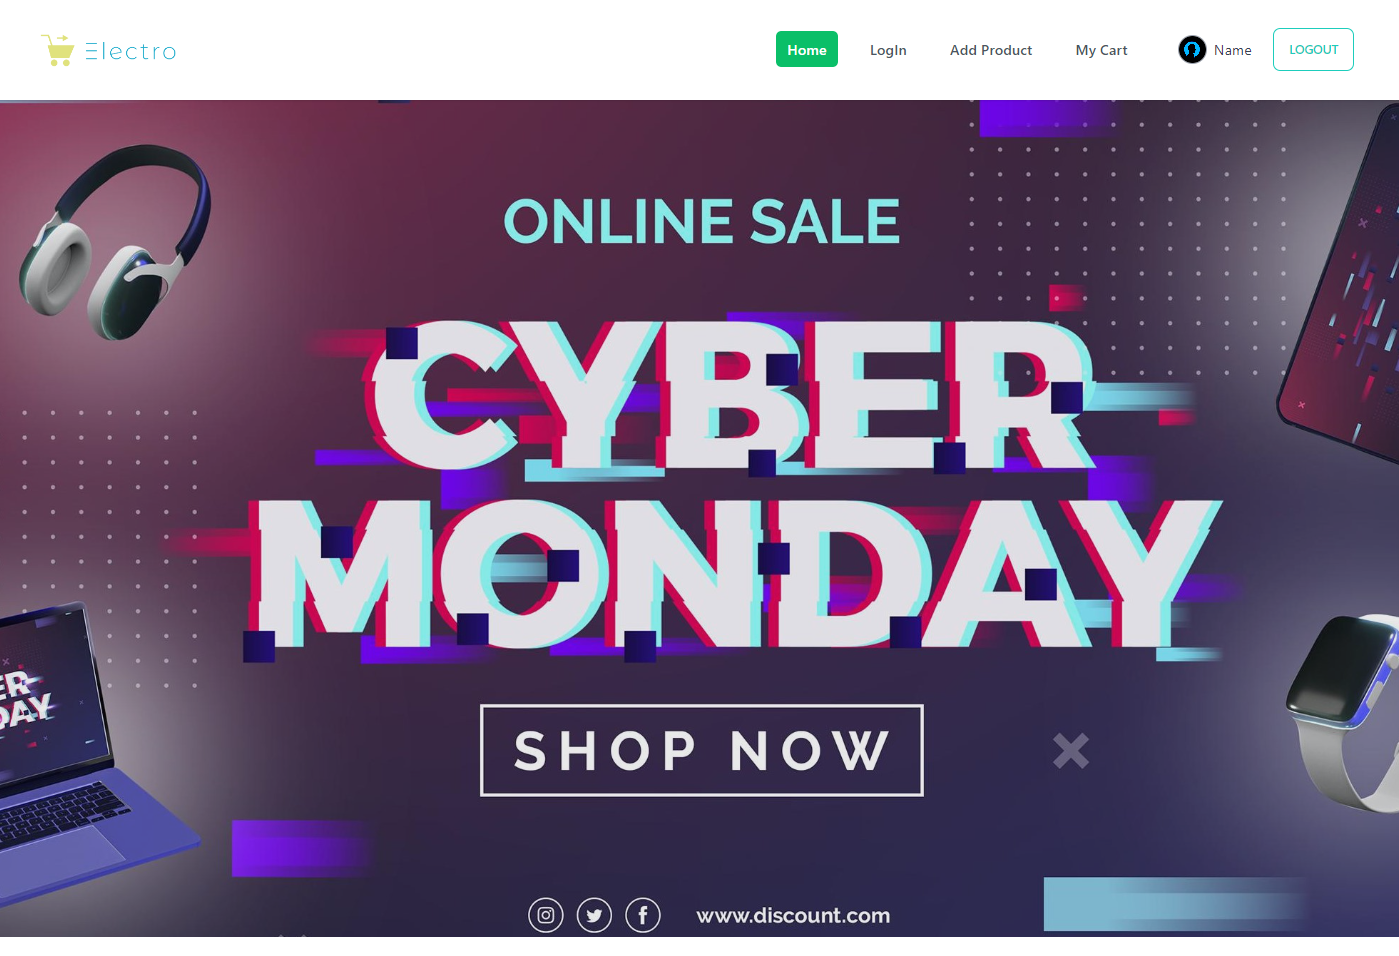 Electro
Home LogIn Add Product My Cart Name LOGOUT
ONLINE SALE
CYBER
MONDAY
ER
DAY
SHOP NOW
www.discount.com